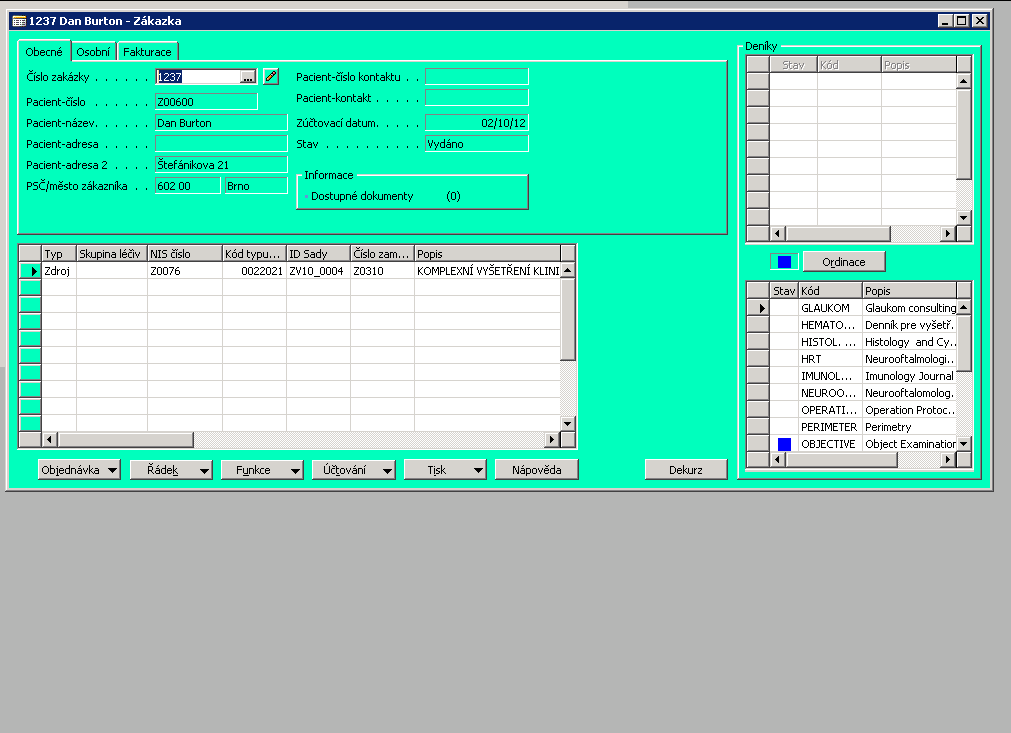 1237 Dan Burton - Zákazka
Obecné Osobní Fakturace
Číslo zakázky . . . . . . 1237 ...
Pacient-číslo . . . . . . Z00600
Pacient-název. . . . . . Dan Burton
Pacient-adresa . . . . .
Pacient-adresa 2 . . . . Štefánikova 21
PSČ/město zákazníka . . 602 00 Brno
Pacient-číslo kontaktu . .
Pacient-kontakt . . . . .
Zúčtovací datum. . . . . 02/10/12
Stav . . . . . . . . . . Vydáno
Informace
Dostupné dokumenty (0)
Typ Skupina léčiv NIS číslo Kód typu... ID Sady Číslo zam... Popis
Zdroj Z0076 0022021 ZV10_0004 Z0310 KOMPLEXNÍ VYŠETŘENÍ KLINI
Objednávka Řádek Funkce Účtování Tisk Nápověda Dekurz
Deníky
Stav Kód Popis
Ordinace
Stav Kód Popis
GLAUKOM Glaukom consulting
HEMATO... Denník pre vyšetř.
HISTOL. ... Histology and Cy..
HRT Neurooftalmologi..
IMUNOL... Imunology Journal
NEUROO... Neurooftalomolog.
OPERATI... Operation Protoc..
PERIMETER Perimetry
OBJECTIVE Object Examination